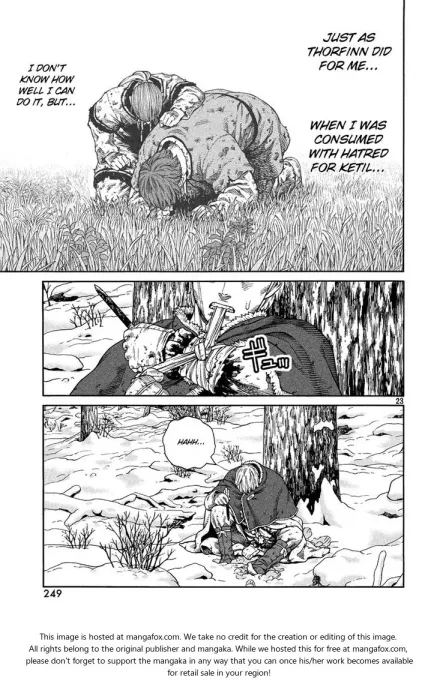 JUST AS
THORFINN DID
FOR ME...
WHEN I WAS
CONSUMED
WITH HATRED
FOR KETIL...
I DON'T
KNOW HOW
WELL I CAN
DO IT, BUT...
23
HAHH...
249
This image is hosted at mangafox.com. We take no credit for the creation or editing of this image.
All rights belong to the original publisher and mangaka. While we hosted this for free at mangafox.com,
please don't forget to support the mangaka in any way that you can once his/her work becomes available
for retail sale in your region!